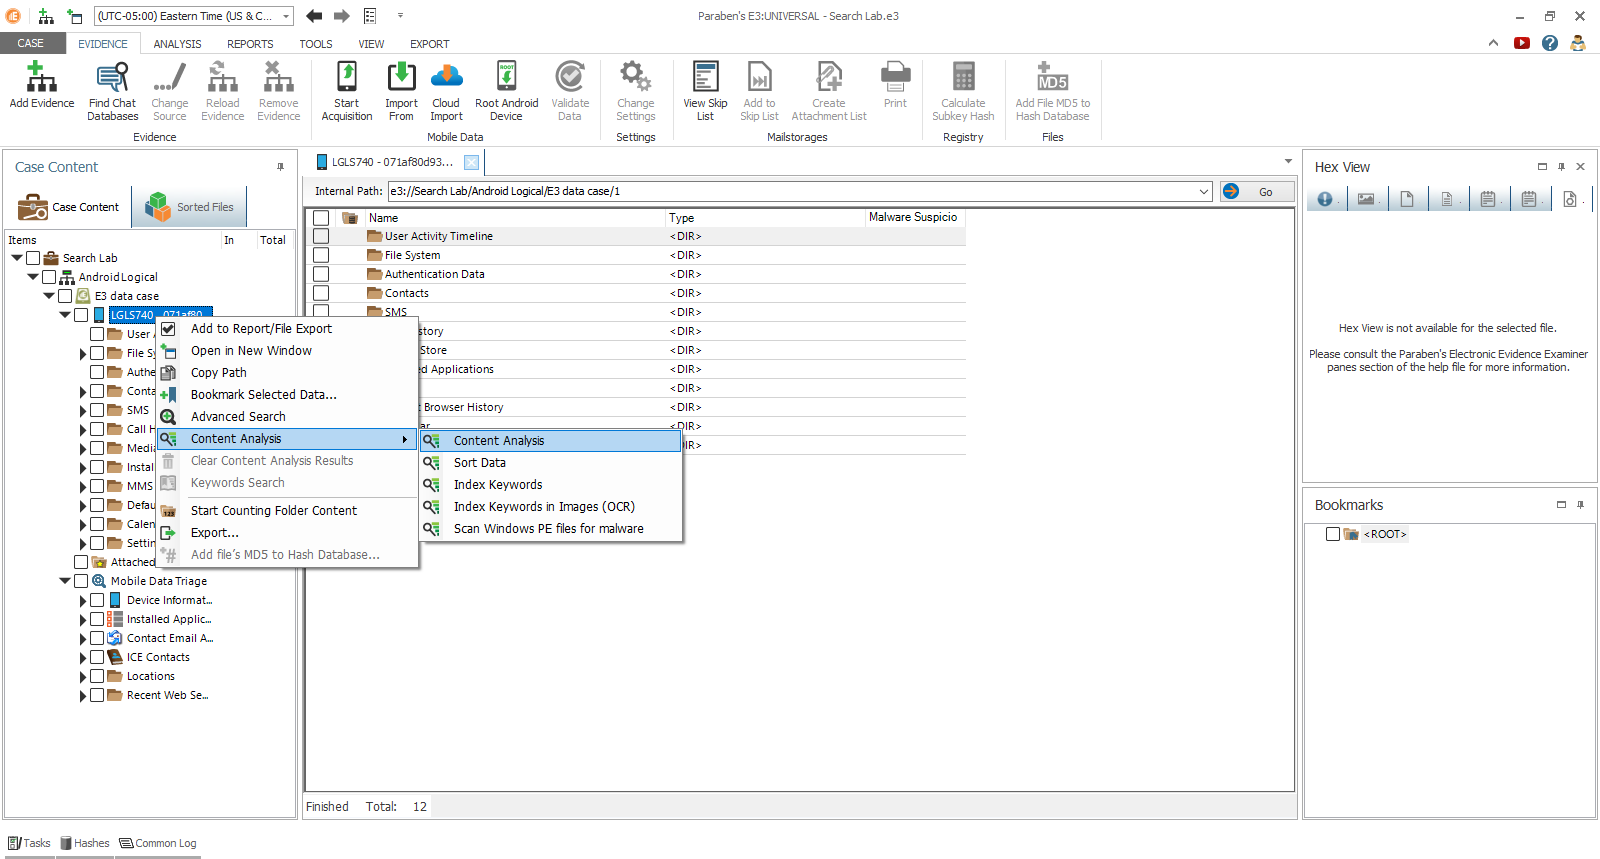 (UTC-05:00) Eastern Time (US & C...
Paraben's E3:UNIVERSAL - Search Lab.e3
CASE EVIDENCE ANALYSIS REPORTS TOOLS VIEW EXPORT
Add Evidence
Find Chat Databases
Change Source
Reload Evidence
Remove Evidence
Start Acquisition
Import From
Cloud Import
Root Android Device
Validate Data
Change Settings
View Skip List
Add to Skip List
Create Attachment List
Print
Calculate Subkey Hash
Add File MD5 to Hash Database
Evidence Mobile Data Settings Mailstorages Registry Files
Case Content
Case Content Sorted Files
Items In Total
Search Lab
Android Logical
E3 data case
LGLS740 - 071af80...
User A
File Sy
Authe
Conta
SMS
Call H
Media
Install
MMS
Defau
Calen
Settin
Attached
Mobile Data Triage
Device Informat...
Installed Applic...
Contact Email A...
ICE Contacts
Locations
Recent Web Se...
Add to Report/File Export
Open in New Window
Copy Path
Bookmark Selected Data...
Advanced Search
Content Analysis
Clear Content Analysis Results
Keywords Search
Start Counting Folder Content
Export...
Add file's MD5 to Hash Database...
Content Analysis
Sort Data
Index Keywords
Index Keywords in Images (OCR)
Scan Windows PE files for malware
LGLS740 - 071af80d93...
Internal Path: e3://Search Lab/Android Logical/E3 data case/1 Go
Name Type Malware Suspicio
User Activity Timeline <DIR>
File System <DIR>
Authentication Data <DIR>
Contacts <DIR>
SMS <DIR>
story <DIR>
Store <DIR>
ed Applications <DIR>
<DIR>
t Browser History <DIR>
ar <DIR>
IR>
Finished Total: 12
Hex View
Hex View is not available for the selected file.
Please consult the Paraben's Electronic Evidence Examiner
panes section of the help file for more information.
Bookmarks
<ROOT>
Tasks Hashes Common Log